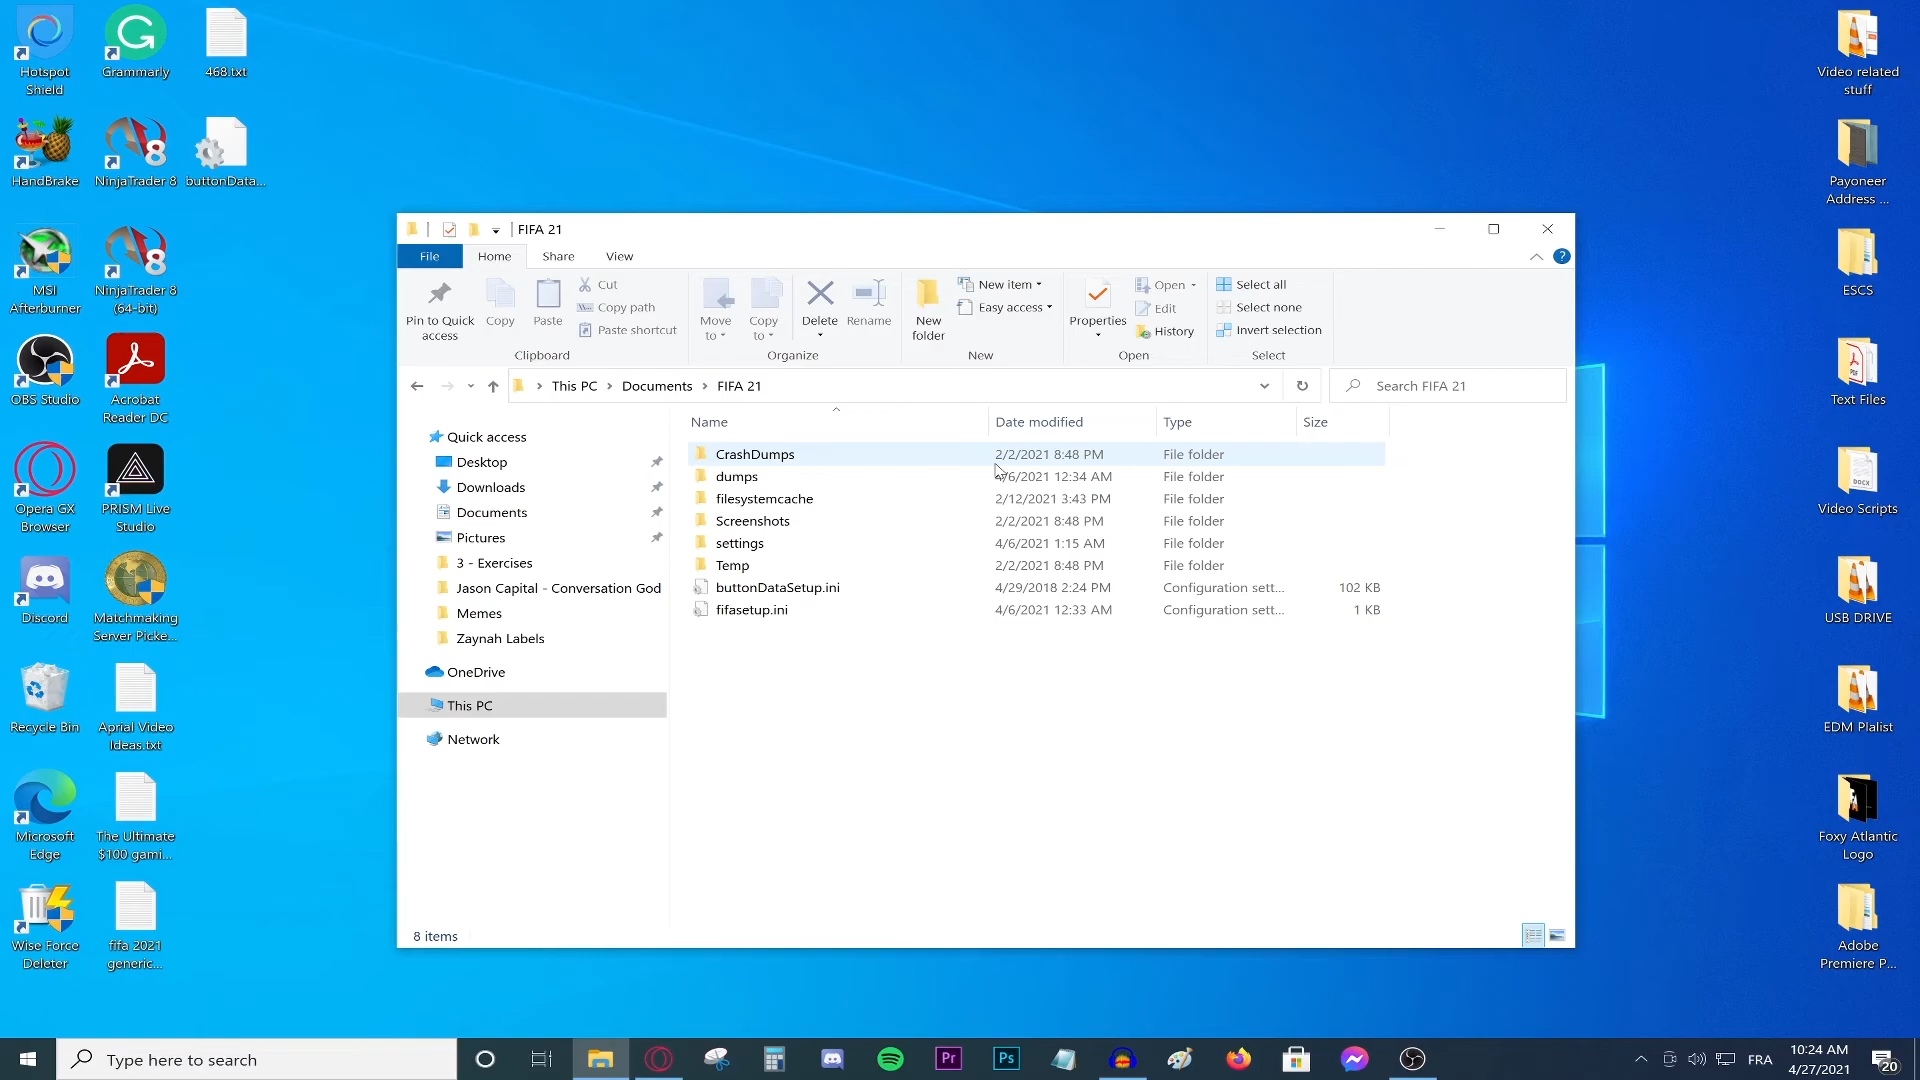 Hotspot
Shield
Grammarly
468.txt
HandBrake
NinjaTrader 8
buttonData...
MSI
Afterburner
NinjaTrader 8
(64-bit)
OBS Studio
Acrobat
Reader DC
Opera GX
Browser
PRISM Live
Studio
Discord
Matchmaking
Server Picke...
Recycle Bin
Aprial Video
Ideas.txt
Microsoft
Edge
The Ultimate
$100 gami...
Wise Force
Deleter
fifa 2021
generic...
FIFA 21
File
Home
Share
View
Pin to Quick
access
Copy
Paste
Cut
Copy path
Paste shortcut
Clipboard
Move
to
Copy
to
Delete
Rename
Organize
New
folder
New item
Easy access
New
Properties
Open
Edit
History
Open
Select all
Select none
Invert selection
Select
This PC > Documents > FIFA 21
Search FIFA 21
Quick access
Desktop
Downloads
Documents
Pictures
3 - Exercises
Jason Capital - Conversation God
Memes
Zaynah Labels
OneDrive
This PC
Network
Name Date modified Type Size
CrashDumps 2/2/2021 8:48 PM File folder
dumps /6/2021 12:34 AM File folder
filesystemcache 2/12/2021 3:43 PM File folder
Screenshots 2/2/2021 8:48 PM File folder
settings 4/6/2021 1:15 AM File folder
Temp 2/2/2021 8:48 PM File folder
buttonDataSetup.ini 4/29/2018 2:24 PM Configuration sett... 102 KB
fifasetup.ini 4/6/2021 12:33 AM Configuration sett... 1 KB
8 items
Video related
stuff
Payoneer
Address ...
ESCS
PDF
Text Files
DOCX
Video Scripts
USB DRIVE
EDM Plalist
Foxy Atlantic
Logo
Adobe
Premiere P...
Type here to search
Pr
Ps
FRA
10:24 AM
4/27/2021
20